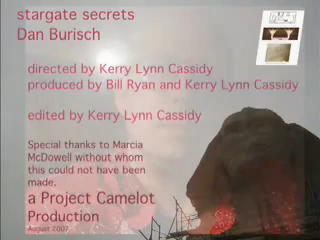 stargate secrets
Dan Burisch
directed by Kerry Lynn Cassidy
produced by Bill Ryan and Kerry Lynn Cassidy
edited by Kerry Lynn Cassidy
Special thanks to Marcia
McDowell without whom
this could not have been
made.
a Project Camelot
Production
August 2007